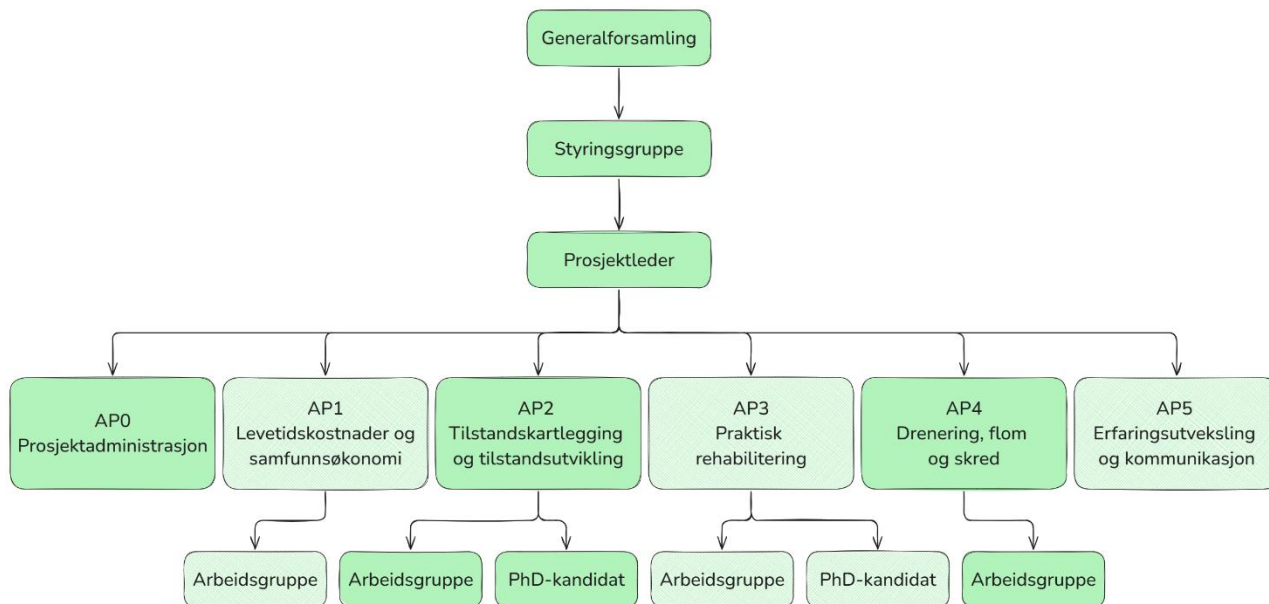 Generalforsamling
Styringsgruppe
Prosjektleder
AP0
Prosjektadministrasjon
AP1
Levetidskostnader og
samfunnsøkonomi
AP2
Tilstandskartlegging
og tilstandsutvikling
AP3
Praktisk
rehabilitering
AP4
Drenering, flom
og skred
AP5
Erfaringsutveksling
og kommunikasjon
Arbeidsgruppe
Arbeidsgruppe
PhD-kandidat
Arbeidsgruppe
PhD-kandidat
Arbeidsgruppe